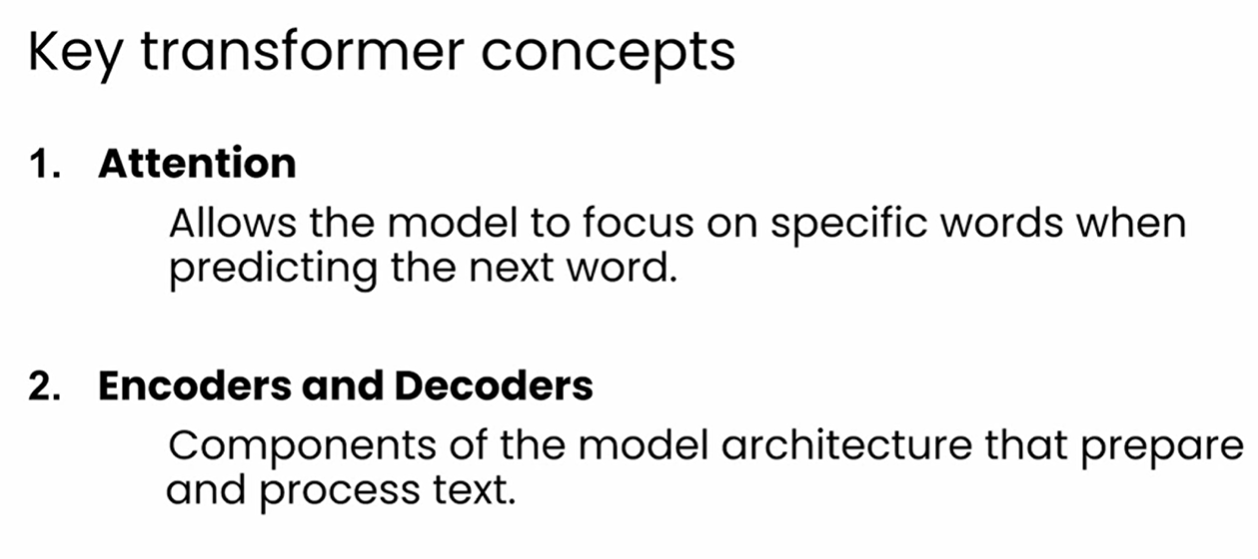 Key transformer concepts
1. Attention
Allows the model to focus on specific words when
predicting the next word.
2. Encoders and Decoders
Components of the model architecture that prepare
and process text.